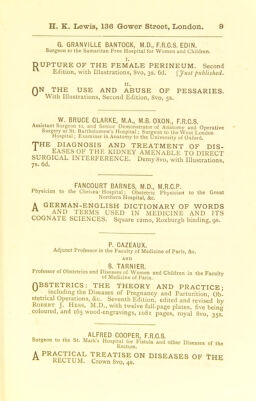 H. K. Lewis, 136 Gower Street, London. 9
G. GRANVILLE BANTOCK, M.D., F.R.C.S. EDIN.
Surgeon to the Samaritan Free Hospital for Women and Children.
I.
RUPTURE OF THE FEMALE PERINEUM. Second
Edition, with Illustrations, 8vo, 3s. 6d. [Just published.
II.
ON THE USE AND ABUSE OF PESSARIES.
With Illustrations, Second Edition, 8vo, 5s.
W. BRUCE CLARKE, M.A., M.B. OXON., F.R.C.S.
Assistant Surgeon to, and Senior Demonstrator of Anatomy and Operative
Surgery at St. Bartholomew's Hospital; Surgeon to the West London
Hospital; Examiner in Anatomy in the University of Oxford.
THE DIAGNOSIS AND TREATMENT OF DIS-
EASES OF THE KIDNEY AMENABLE TO DIRECT
SURGICAL INTERFERENCE. Demy 8vo, with Illustrations,
7s. 6d.
FANCOURT BARNES, M.D., M.R.C.P.
Physician to the Chelsea Hospital; Obstetric Physician to the Great
Northern Hospital, &c.
A GERMAN-ENGLISH DICTIONARY OF WORDS
AND TERMS USED IN MEDICINE AND ITS
COGNATE SCIENCES. Square 12mo, Roxburgh binding, 9s.
P. CAZEAUX.
Adjunct Professor in the Faculty of Medicine of Paris, &c.
AND
S. TARNIER.
Professor of Obstetrics and Diseases of Women and Children in the Faculty
of Medicine of Paris.
OBSTETRICS: THE THEORY AND PRACTICE;
including the Diseases of Pregnancy and Parturition, Ob-
stetrical Operations, &c. Seventh Edition, edited and revised by
ROBERT J. HESS, M.D., with twelve full-page plates, five being
coloured, and 165 wood-engravings, 1081 pages, royal 8vo, 35s.
ALFRED COOPER, F.R.C.S.
Surgeon to the St. Mark's Hospital for Fistula and other Diseases of the
Rectum.
A PRACTICAL TREATISE ON DISEASES OF THE
RECTUM. Crown 8vo, 4s.